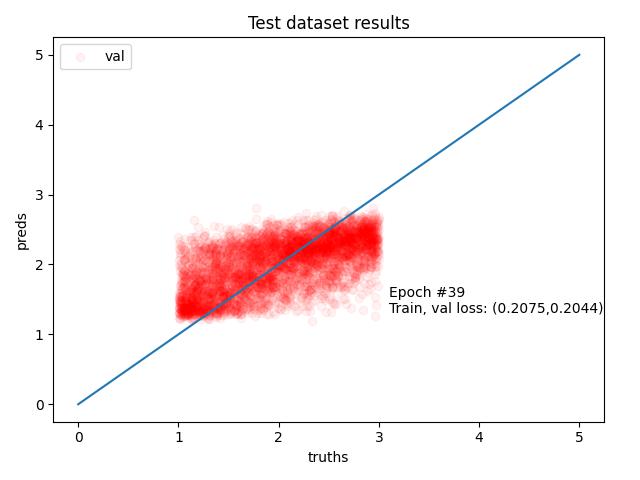 Test dataset results
val
5
4
3
2
1
0
preds
Epoch #39
Train, val loss: (0.2075,0.2044)
0 1 2 3 4 5
truths